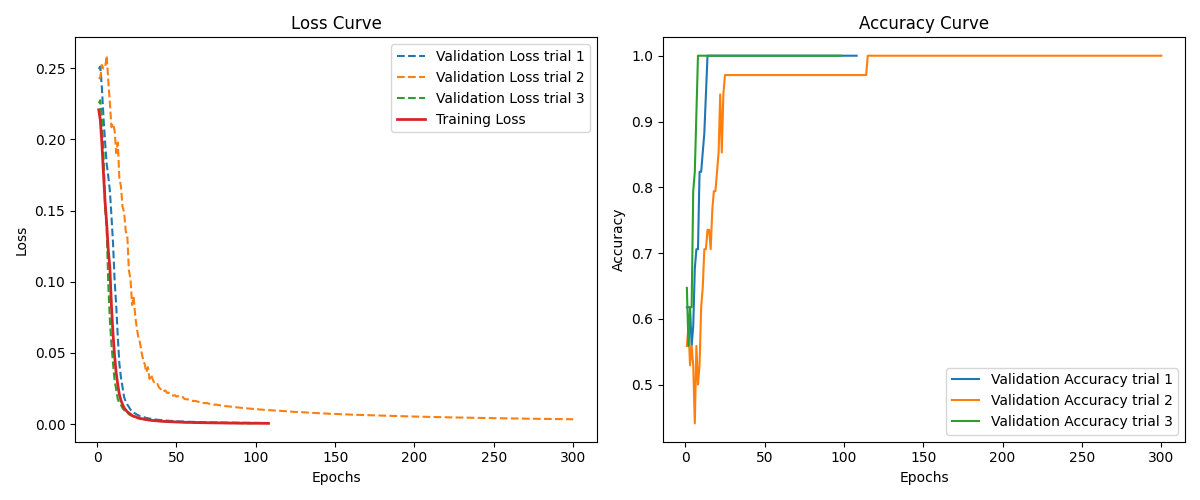 Loss Curve
Validation Loss trial 1
Validation Loss trial 2
Validation Loss trial 3
Training Loss
0.25
0.20
0.15
0.10
0.05
0.00
Loss
0 50 100 150 200 250 300
Epochs
Accuracy Curve
1.0
0.9
0.8
0.7
0.6
0.5
Accuracy
Validation Accuracy trial 1
Validation Accuracy trial 2
Validation Accuracy trial 3
0 50 100 150 200 250 300
Epochs